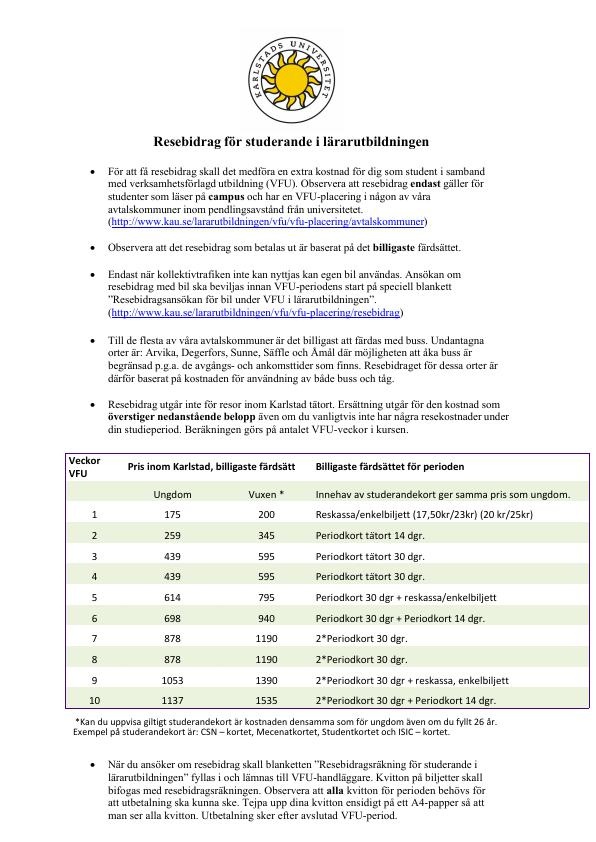 KARLSTADS UNIVERSITET
Resebidrag för studerande i lärarutbildningen
• För att få resebidrag skall det medföra en extra kostnad för dig som student i samband
med verksamhetsförlagd utbildning (VFU). Observera att resebidrag endast gäller för
studenter som läser på campus och har en VFU-placering i någon av våra
avtalskommuner inom pendlingsavstånd från universitetet.
(http://www.kau.se/lararutbildningen/vfu/vfu-placering/avtalskommuner)
• Observera att det resebidrag som betalas ut är baserat på det billigaste färdsättet.
• Endast när kollektivtrafiken inte kan nyttjas kan egen bil användas. Ansökan om
resebidrag med bil ska beviljas innan VFU-periodens start på speciell blankett
”Resebidragsansökan för bil under VFU i lärarutbildningen”.
(http://www.kau.se/lararutbildningen/vfu/vfu-placering/resebidrag)
• Till de flesta av våra avtalskommuner är det billigast att färdas med buss. Undantagna
orter är: Arvika, Degerfors, Sunne, Säffle och Åmål där möjligheten att åka buss är
begränsad p.g.a. de avgångs- och ankomsttider som finns. Resebidraget för dessa orter är
därför baserat på kostnaden för användning av både buss och tåg.
• Resebidrag utgår inte för resor inom Karlstad tätort. Ersättning utgår för den kostnad som
överstiger nedanstående belopp även om du vanligtvis inte har några resekostnader under
din studieperiod. Beräkningen görs på antalet VFU-veckor i kursen.
Veckor VFU Pris inom Karlstad, billigaste färdsätt Billigaste färdsättet för perioden
Ungdom Vuxen * Innehav av studerandekort ger samma pris som ungdom.
1 175 200 Reskassa/enkelbiljett (17,50kr/23kr) (20 kr/25kr)
2 259 345 Periodkort tätort 14 dgr.
3 439 595 Periodkort tätort 30 dgr.
4 439 595 Periodkort tätort 30 dgr.
5 614 795 Periodkort 30 dgr + reskassa/enkelbiljett
6 698 940 Periodkort 30 dgr + Periodkort 14 dgr.
7 878 1190 2*Periodkort 30 dgr.
8 878 1190 2*Periodkort 30 dgr.
9 1053 1390 2*Periodkort 30 dgr + reskassa, enkelbiljett
10 1137 1535 2*Periodkort 30 dgr + Periodkort 14 dgr.
*Kan du uppvisa giltigt studerandekort är kostnaden densamma som för ungdom även om du fyllt 26 år.
Exempel på studerandekort är: CSN – kortet, Mecenatkortet, Studentkortet och ISIC – kortet.
• När du ansöker om resebidrag skall blanketten ”Resebidragsräkning för studerande i
lärarutbildningen” fyllas i och lämnas till VFU-handläggare. Kvitton på biljetter skall
bifogas med resebidragsräkningen. Observera att alla kvitton för perioden behövs för
att utbetalning ska kunna ske. Tejpa upp dina kvitton ensidigt på ett A4-papper så att
man ser alla kvitton. Utbetalning sker efter avslutad VFU-period.